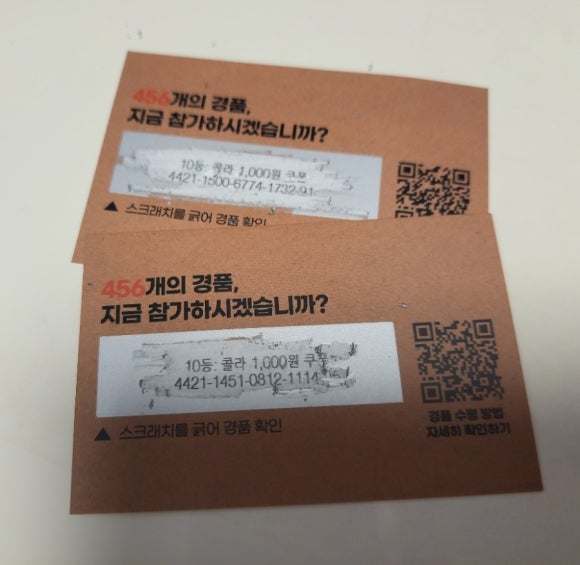 456개의 경품,
지금 참가하시겠습니까?
10등: 콜라 1,000원 쿠폰
4421-1500-6774-1732-91
▲ 스크래치를 긁어 경품 확인
456개의 경품,
지금 참가하시겠습니까?
10등: 콜라 1,000원 쿠폰
4421-1451-0812-1114
▲ 스크래치를 긁어 경품 확인
경품 수령 방법
자세히 확인하기